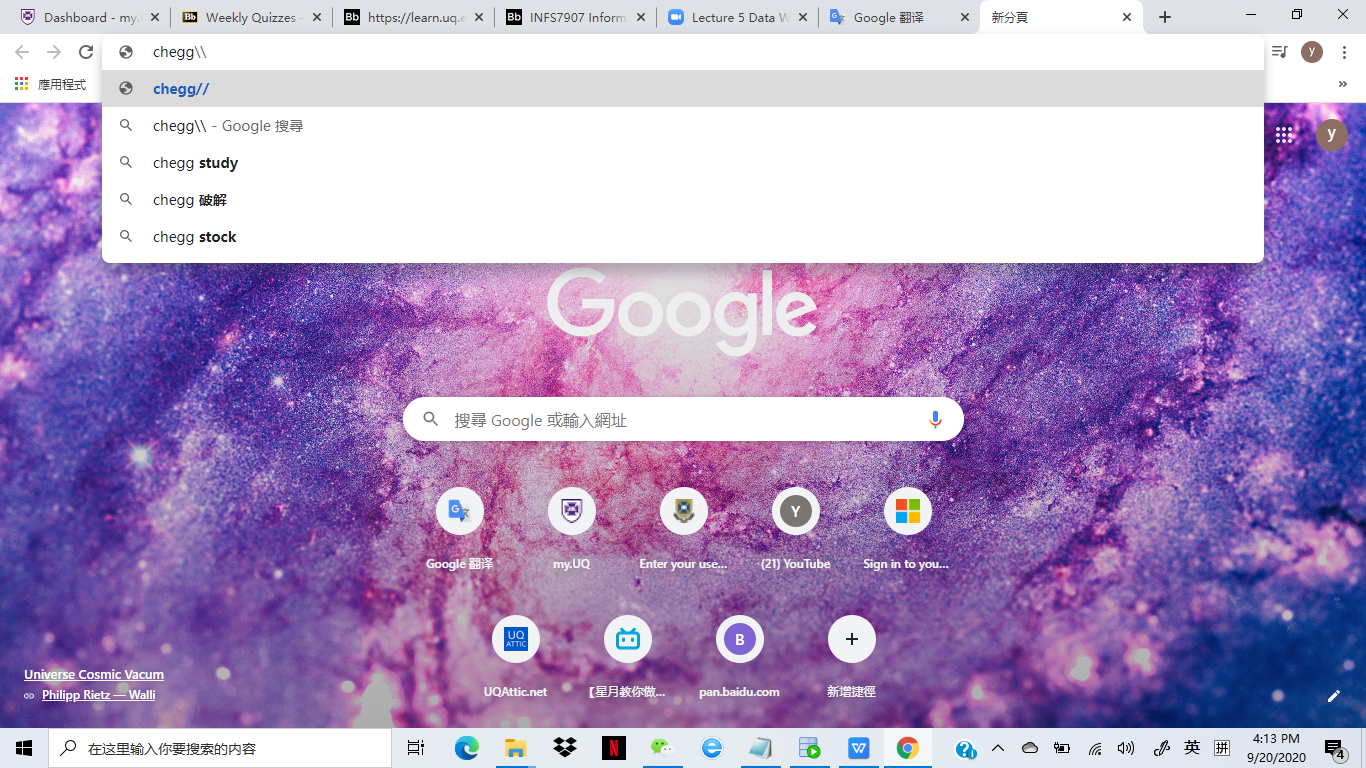 Dashboard - my.
Weekly Quizzes -
https://learn.uq.e
INFS7907 Inform
Lecture 5 Data W
Google 翻译
新分頁
chegg\\
y
應用程式
»
chegg//
chegg\\ - Google 搜尋
chegg study
chegg 破解
chegg stock
y
Google
搜尋 Google 或輸入網址
Google 翻译
my.UQ
Enter your use...
Y
(21) YouTube
Sign in to you...
UQ
ATTIC
UQAttic.net
【星月教你做...
B
pan.baidu.com
新增捷徑
Universe Cosmic Vacum
Philipp Rietz — Walli
在这里输入你要搜索的内容
英
拼
4:13 PM
9/20/2020
4